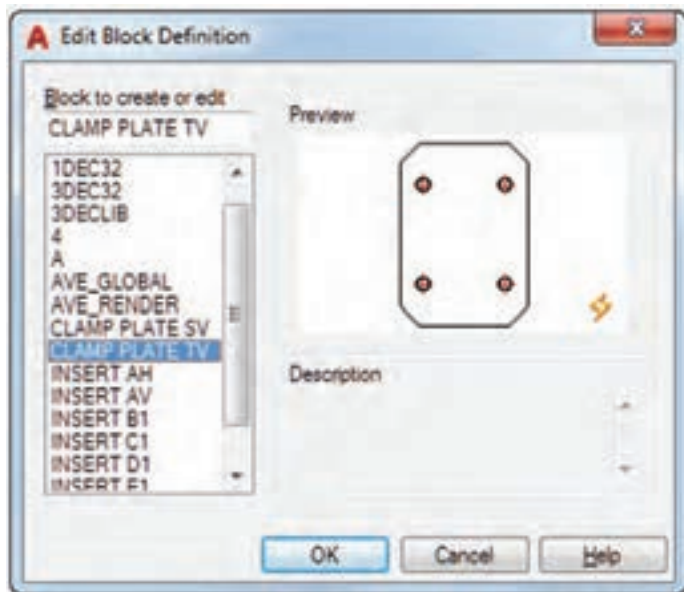 A Edit Block Definition
Block to create or edit
CLAMP PLATE TV
1DEC32
3DEC32
3DECLIB
4
A
AVE_GLOBAL
AVE_RENDER
CLAMP PLATE SV
CLAMP PLATE TV
INSERT AH
INSERT AV
INSERT B1
INSERT C1
INSERT D1
INSERT E1
Preview
Description
OK
Cancel
Help